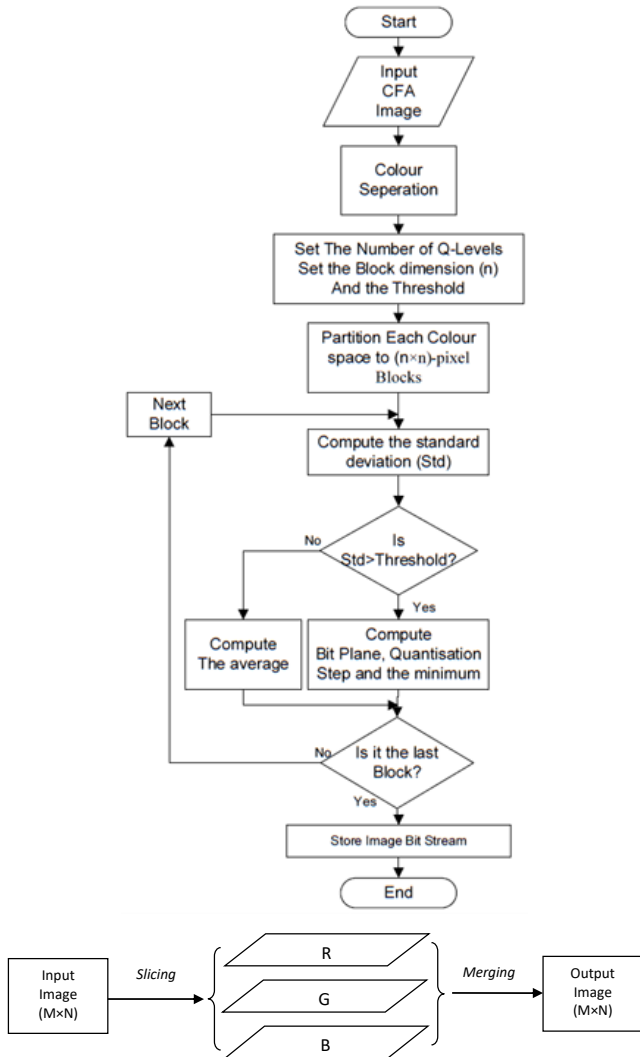 Start
Input
CFA
Image
Colour
Seperation
Set The Number of Q-Levels
Set the Block dimension (n)
And the Threshold
Partition Each Colour
space to (n×n)-pixel
Blocks
Next
Block
Compute the standard
deviation (Std)
Is
Std>Threshold?
No
Yes
Compute
The average
Compute
Bit Plane, Quantisation
Step and the minimum
Is it the last
Block?
No
Yes
Store Image Bit Stream
End
Input
Image
(M×N)
Slicing
R
G
B
Merging
Output
Image
(M×N)